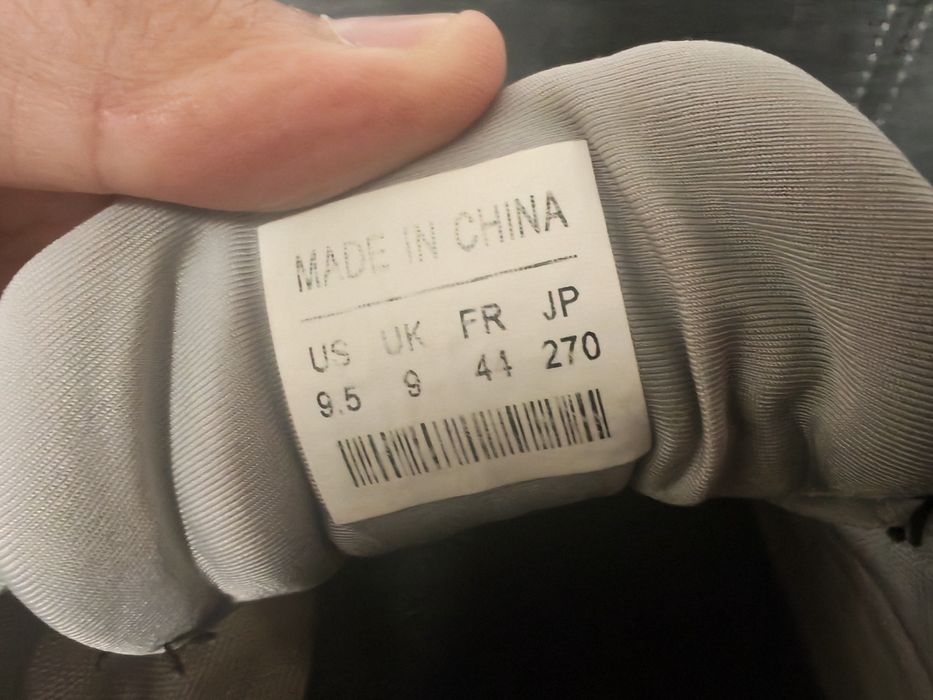 MADE IN CHINA
US UK FR JP
9.5 9 44 270